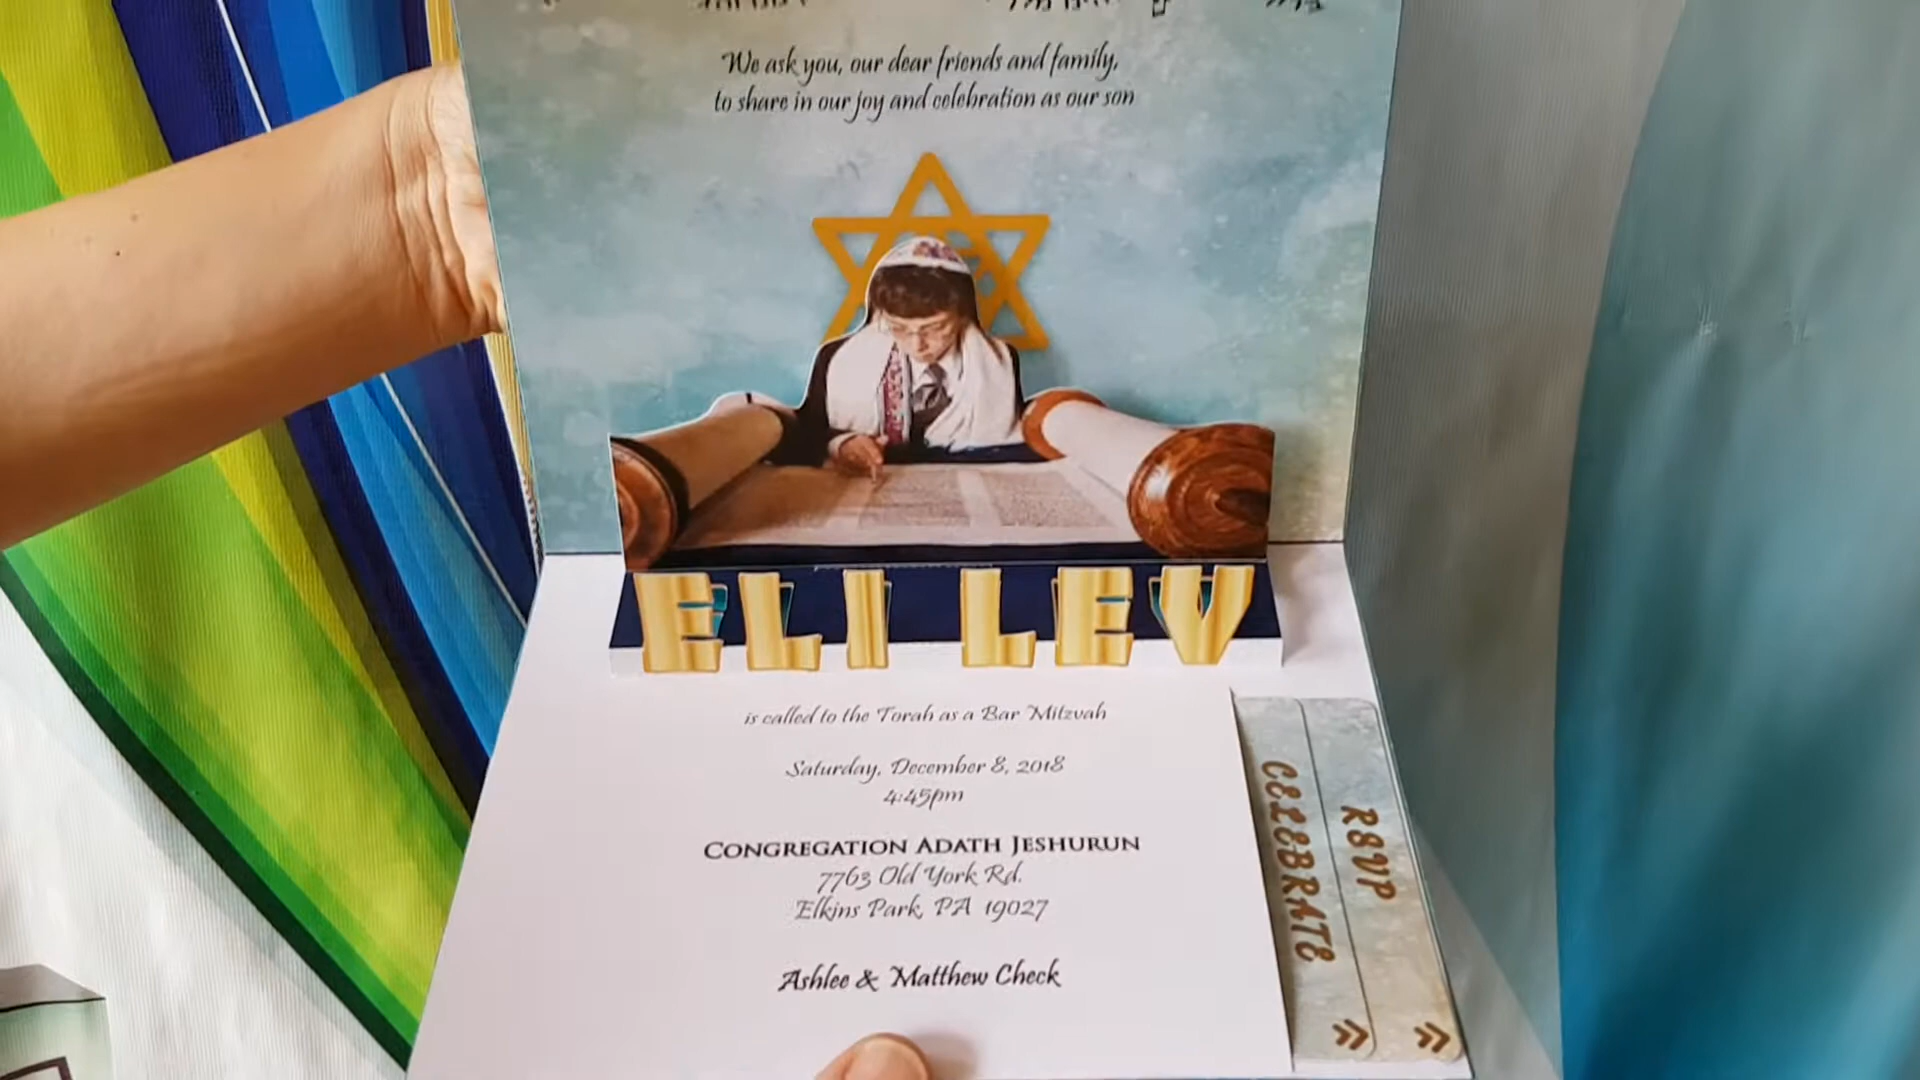 We ask you, our dear friends and family,
to share in our joy and celebration as our son
ELI LEV
is called to the Torah as a Bar Mitzvah
Saturday, December 8, 2018
4:45pm
CONGREGATION ADATH JESHURUN
7763 Old York Rd.
Elkins Park, PA 19027
Ashlee & Matthew Check
CELEBRATE
RSVP